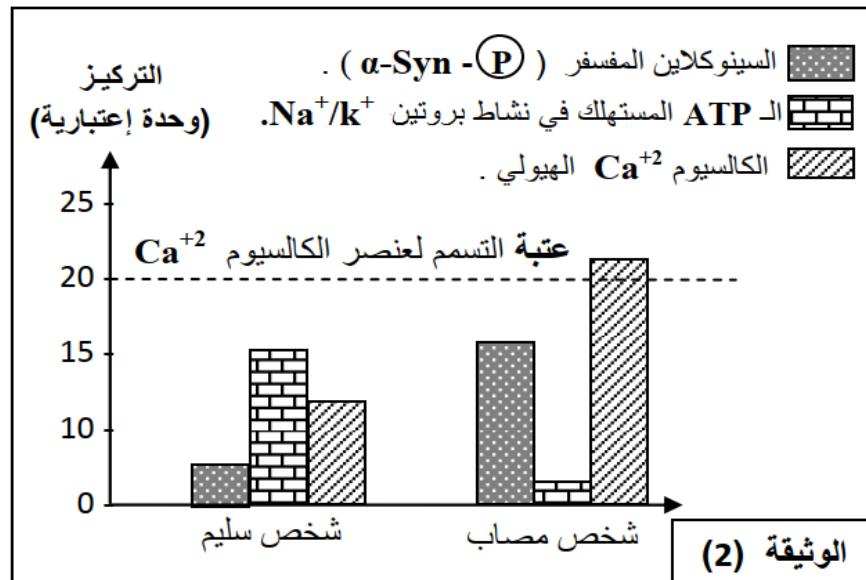 التركيز
(وحدة إعتبارية)
السينوكلاين المفسفر ( α-Syn - P ) .
الـ ATP المستهلك في نشاط بروتين Na⁺/k⁺.
الكالسيوم Ca⁺² الهيولي .
عتبة التسمم لعنصر الكالسيوم Ca⁺²
25
20
15
10
0
شخص سليم
شخص مصاب
الوثيقة (2)